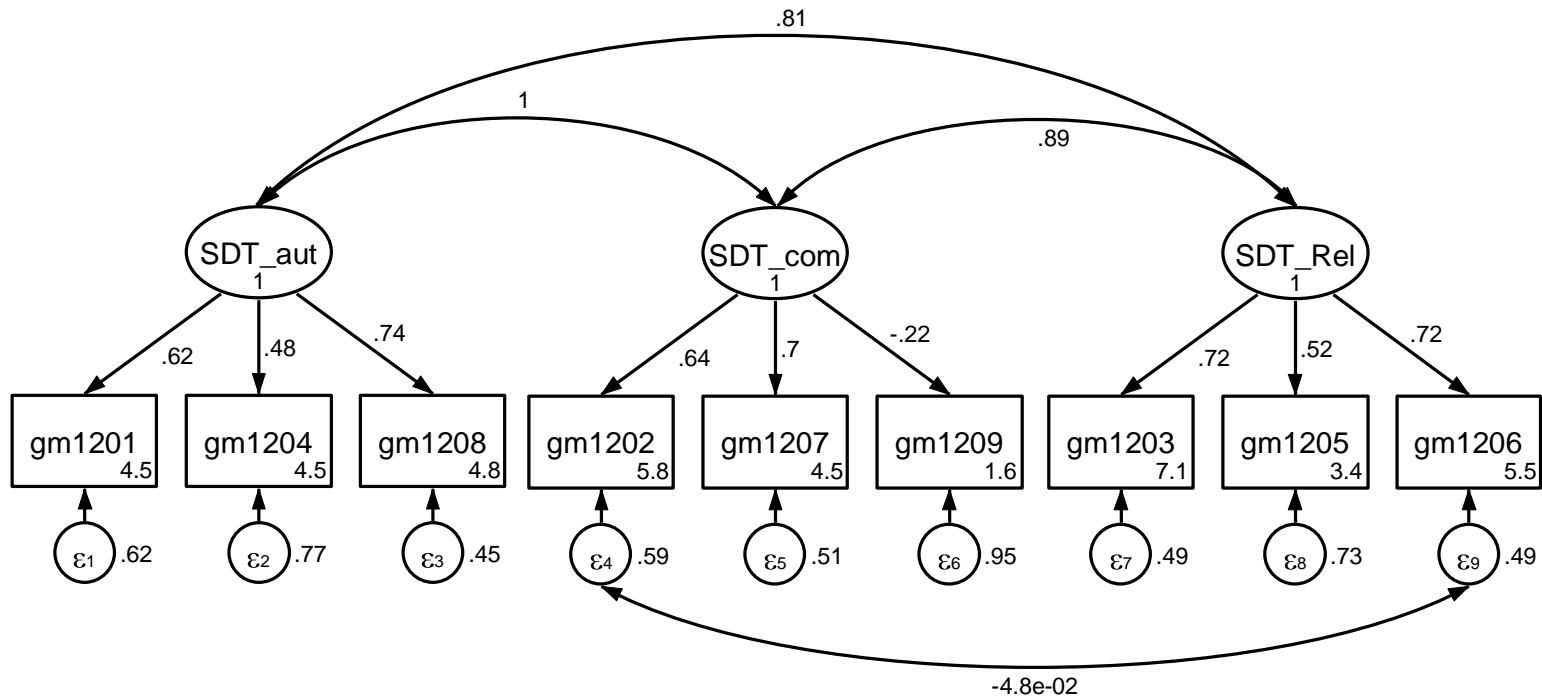 .81
1
.89
SDT_aut
1
SDT_com
1
SDT_Rel
1
.62
.48
.74
.64
.7
-.22
.72
.52
.72
gm1201
4.5
gm1204
4.5
gm1208
4.8
gm1202
5.8
gm1207
4.5
gm1209
1.6
gm1203
7.1
gm1205
3.4
gm1206
5.5
ε1 .62
ε2 .77
ε3 .45
ε4 .59
ε5 .51
ε6 .95
ε7 .49
ε8 .73
ε9 .49
-4.8e-02